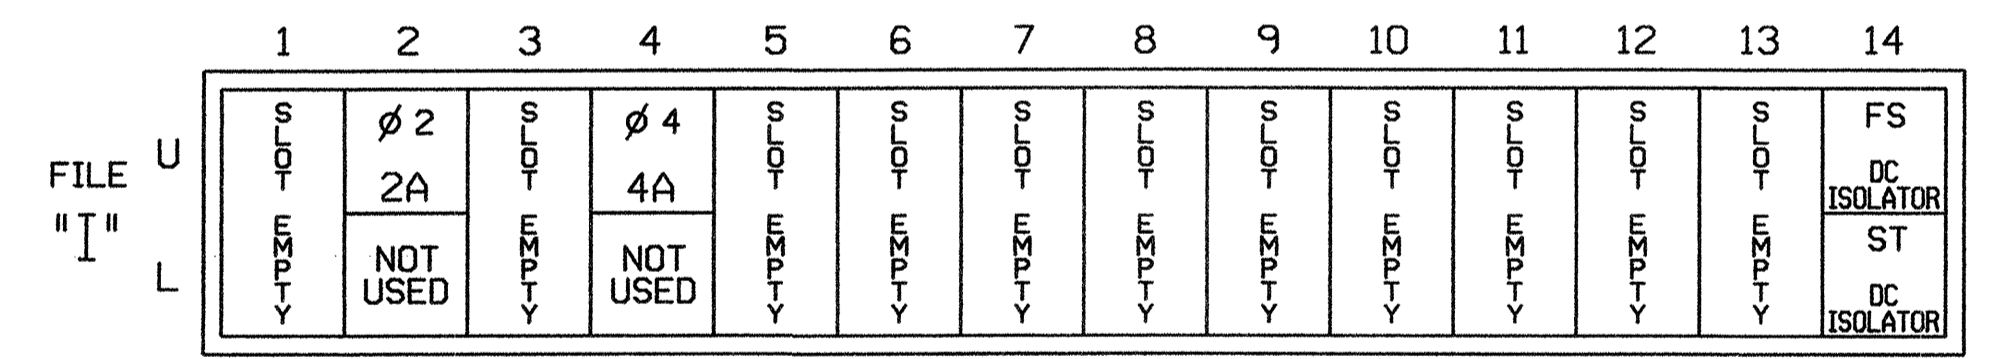 1 2 3 4 5 6 7 8 9 10 11 12 13 14
FILE
"I"
U
L
SLOT EMPTY
Ø 2
2A
NOT
USED
SLOT EMPTY
Ø 4
4A
NOT
USED
SLOT EMPTY
SLOT EMPTY
SLOT EMPTY
SLOT EMPTY
SLOT EMPTY
SLOT EMPTY
SLOT EMPTY
SLOT EMPTY
SLOT EMPTY
FS
DC
ISOLATOR
ST
DC
ISOLATOR